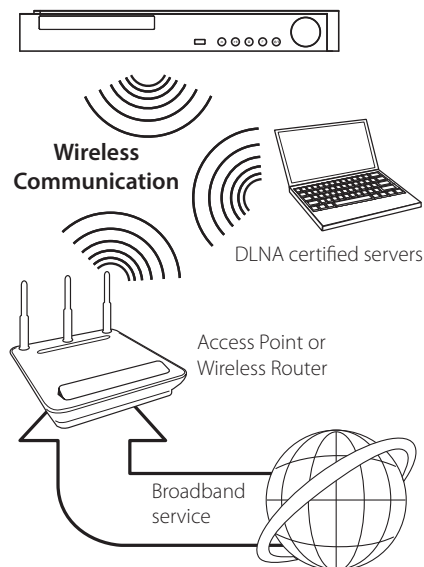 Wireless
Communication
DLNA certified servers
Access Point or
Wireless Router
Broadband
service